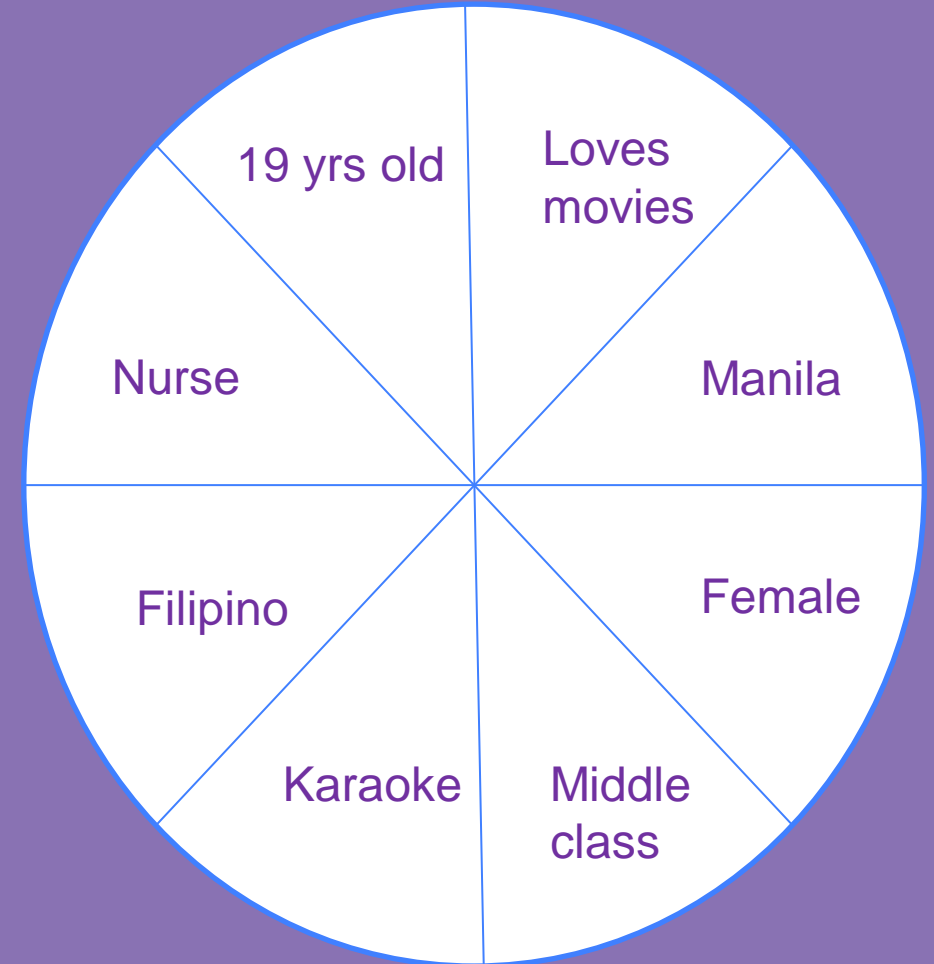 19 yrs old
Loves
movies
Nurse
Manila
Filipino
Female
Karaoke
Middle
class